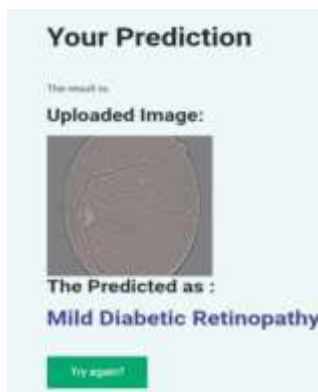 Your Prediction
The result is:
Uploaded Image:
The Predicted as :
Mild Diabetic Retinopathy
Try again?